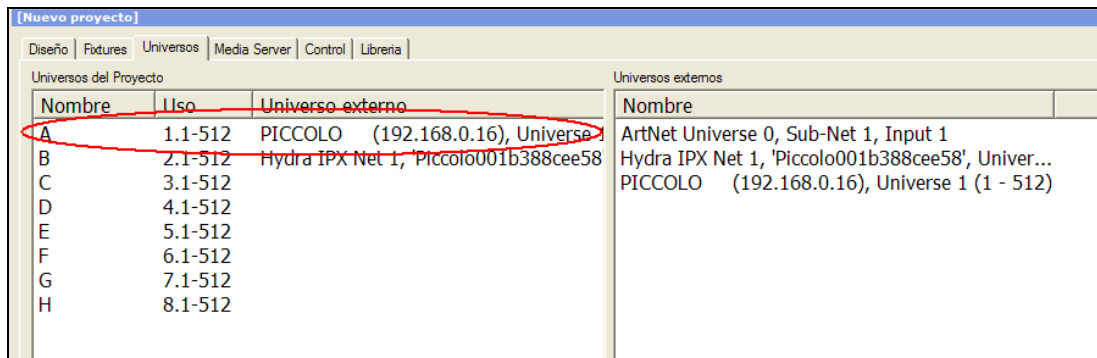 [Nuevo proyecto]
Diseño Fixtures Universos Media Server Control Libreria
Universos del Proyecto
Nombre Uso Universo externo
A 1.1-512 PICCOLO (192.168.0.16), Universe 1
B 2.1-512 Hydra IPX Net 1, 'Piccolo001b388cee58'
C 3.1-512
D 4.1-512
E 5.1-512
F 6.1-512
G 7.1-512
H 8.1-512
Universos externos
Nombre
ArtNet Universe 0, Sub-Net 1, Input 1
Hydra IPX Net 1, 'Piccolo001b388cee58', Univer...
PICCOLO (192.168.0.16), Universe 1 (1 - 512)